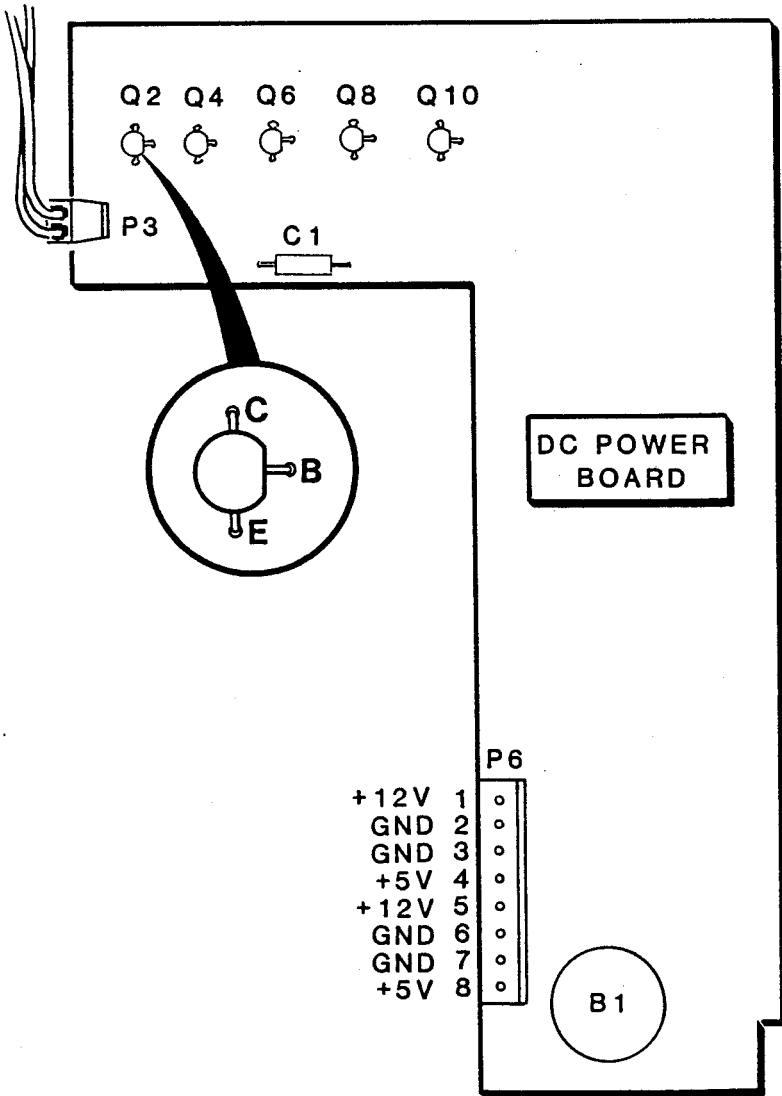 Q2 Q4 Q6 Q8 Q10
P3
C1
C
B
E
DC POWER
BOARD
P6
+12V 1
GND 2
GND 3
+5V 4
+12V 5
GND 6
GND 7
+5V 8
B1